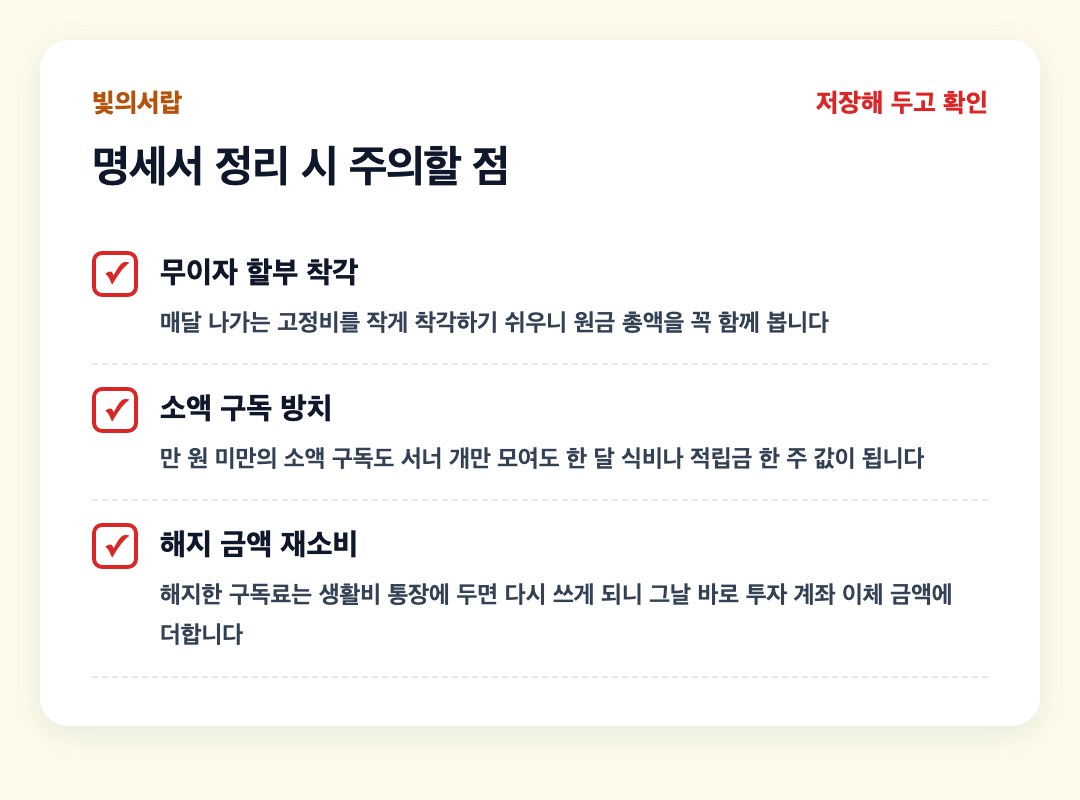 빛의서랍
저장해 두고 확인
명세서 정리 시 주의할 점
무이자 할부 착각
매달 나가는 고정비를 작게 착각하기 쉬우니 원금 총액을 꼭 함께 봅니다
소액 구독 방치
만 원 미만의 소액 구독도 서너 개만 모여도 한 달 식비나 적립금 한 주 값이 됩니다
해지 금액 재소비
해지한 구독료는 생활비 통장에 두면 다시 쓰게 되니 그날 바로 투자 계좌 이체 금액에
더합니다